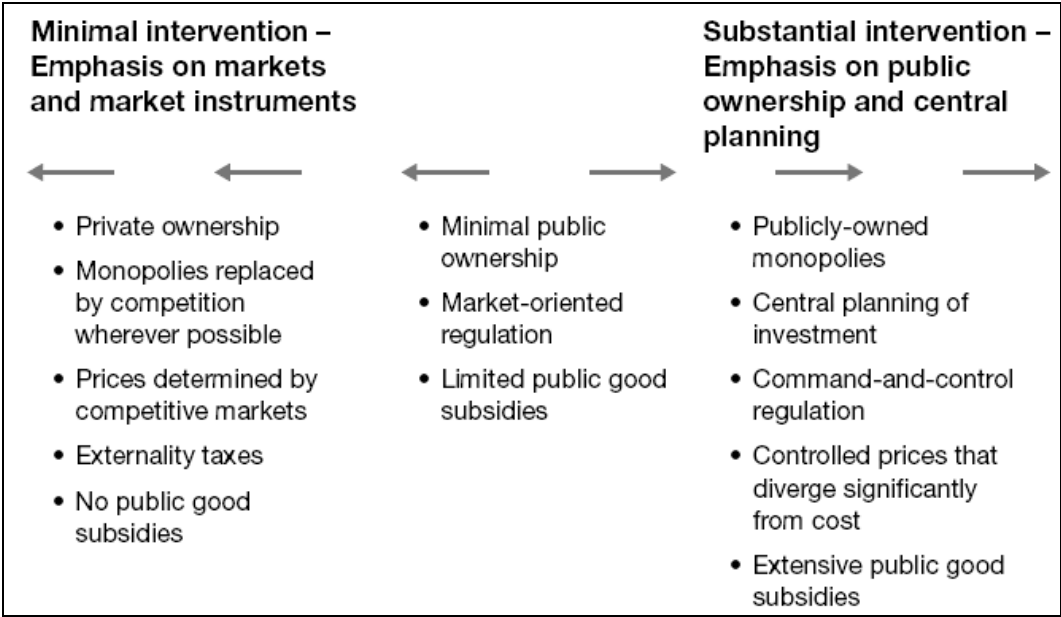 Minimal intervention –
Emphasis on markets
and market instruments
Substantial intervention –
Emphasis on public
ownership and central
planning
• Private ownership
• Monopolies replaced
by competition
wherever possible
• Prices determined by
competitive markets
• Externality taxes
• No public good
subsidies
• Minimal public
ownership
• Market-oriented
regulation
• Limited public good
subsidies
• Publicly-owned
monopolies
• Central planning of
investment
• Command-and-control
regulation
• Controlled prices that
diverge significantly
from cost
• Extensive public good
subsidies